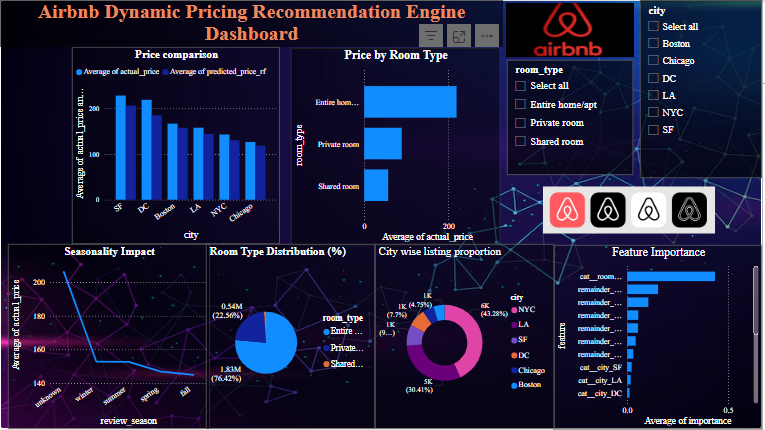 Airbnb Dynamic Pricing Recommendation Engine
Dashboard
airbnb
city
Select all
Boston
Chicago
DC
LA
NYC
SF
room_type
Select all
Entire home/apt
Private room
Shared room
Price comparison
Average of actual_price
Average of predicted_price_rf
Average of actual_price an...
200
100
0
SF
DC
Boston
LA
NYC
Chicago
city
Price by Room Type
room_type
Entire hom...
Private room
Shared room
0
200
Average of actual_price
Seasonality Impact
Average of actual_price
200
180
160
140
unknown
winter
summer
spring
fall
review_season
Room Type Distribution (%)
0.54M
(22.56%)
1.83M
(76.42%)
room_type
Entire ...
Private...
Shared...
City wise listing proportion
1K
(4.75%)
1K
(7.7%)
1K
(9...)
6K
(43.28%)
5K
(30.41%)
city
NYC
LA
SF
DC
Chicago
Boston
Feature Importance
feature
cat__room...
remainder_...
remainder_...
remainder_...
remainder_...
remainder_...
remainder_...
cat__city_SF
cat__city_LA
cat__city_DC
0.0
0.5
Average of importance